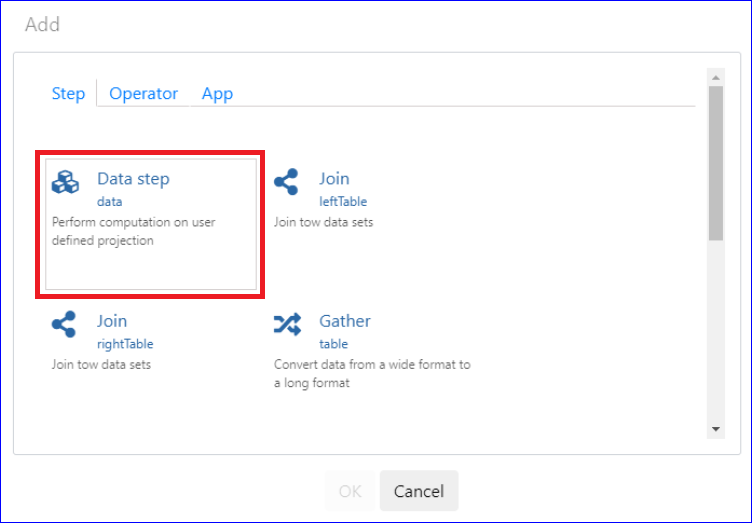 Add
Step Operator App
Data step
data
Perform computation on user
defined projection
Join
leftTable
Join tow data sets
Join
rightTable
Join tow data sets
Gather
table
Convert data from a wide format to
a long format
OK Cancel